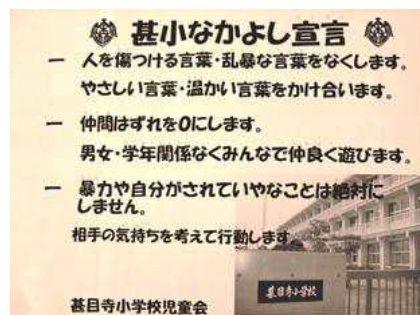 甚小なかよし宣言
一 人を傷つける言葉・乱暴な言葉をなくします。
やさしい言葉・温かい言葉をかけ合います。
一 仲間はずれを0にします。
男女・学年関係なくみんなで仲良く遊びます。
一 暴力や自分がされていやなことは絶対に
しません。
相手の気持ちを考えて行動します。
甚目寺小学校
甚目寺小学校児童会